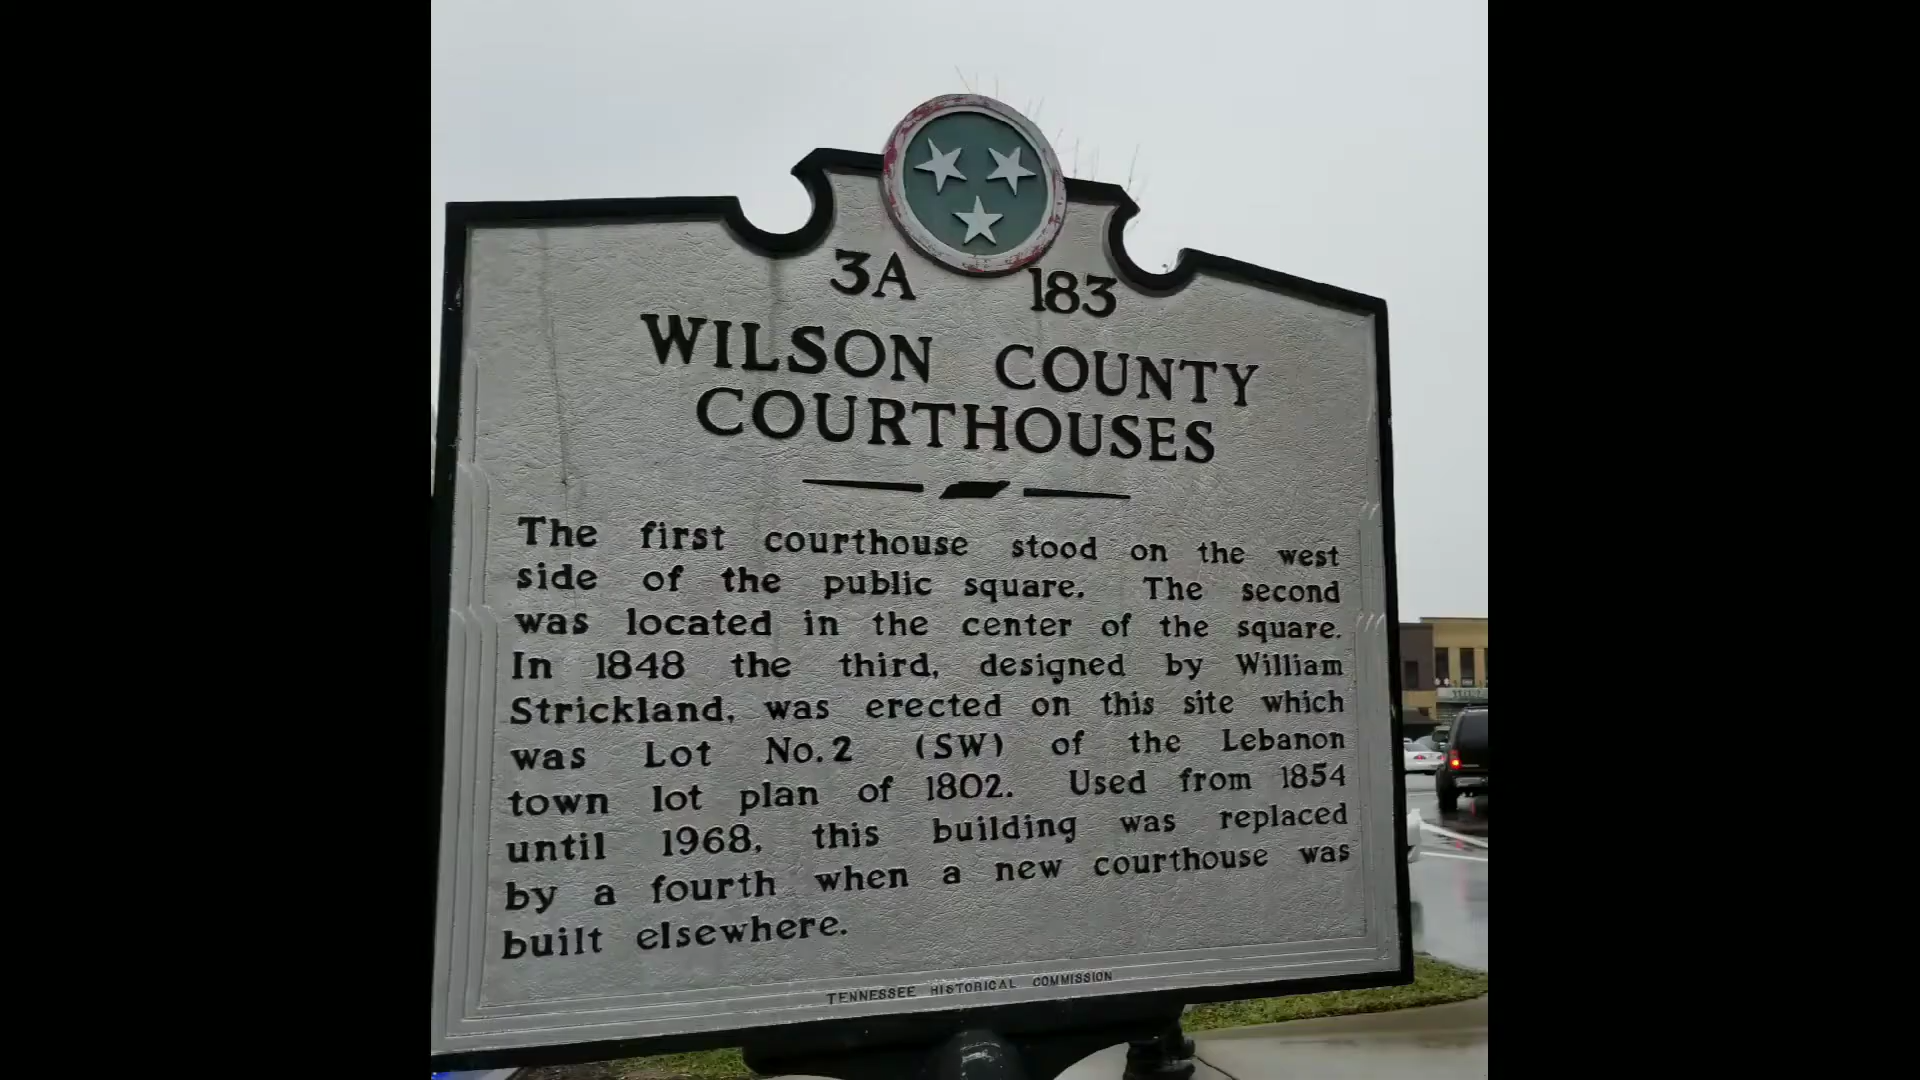 3A 183
WILSON COUNTY
COURTHOUSES
The first courthouse stood on the west
side of the public square. The second
was located in the center of the square.
In 1848 the third, designed by William
Strickland, was erected on this site which
was Lot No. 2 (SW) of the Lebanon
town lot plan of 1802. Used from 1854
until 1968, this building was replaced
by a fourth when a new courthouse was
built elsewhere.
TENNESSEE HISTORICAL COMMISSION